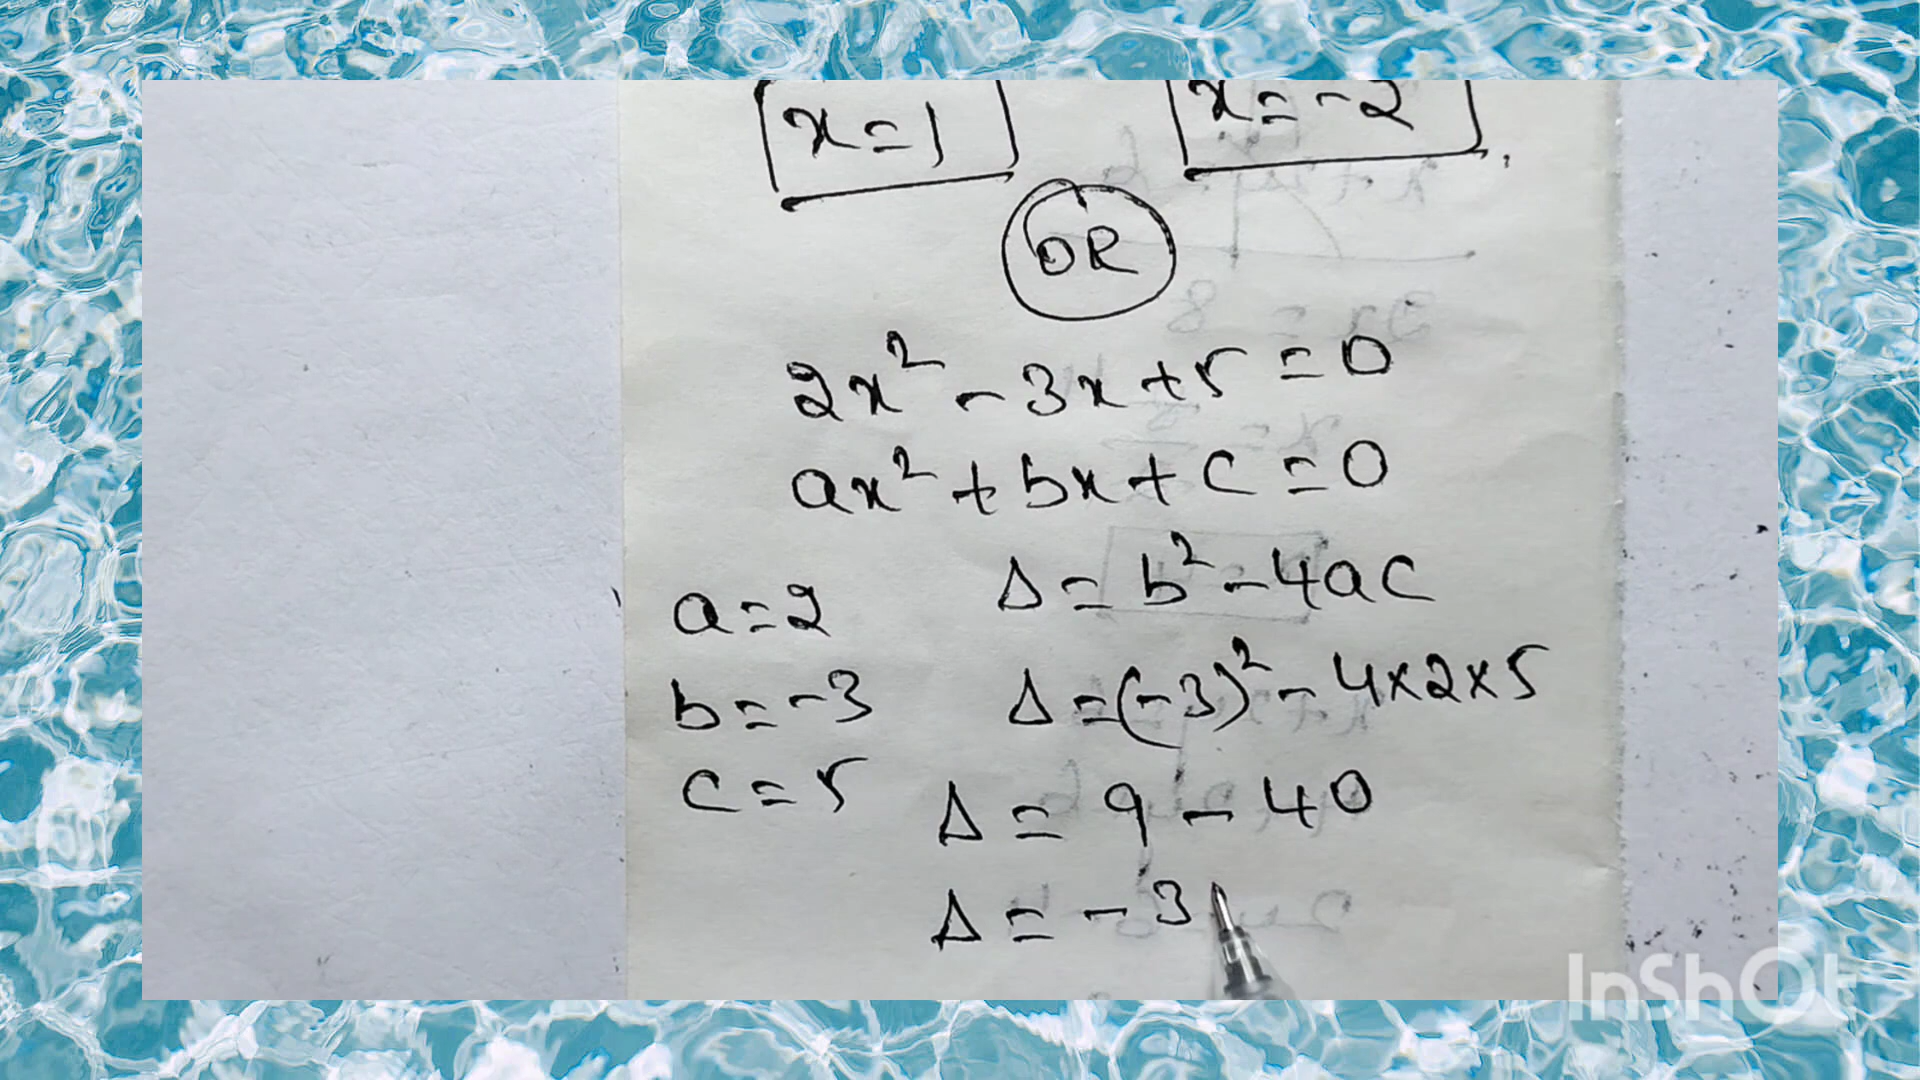 x=1 x=-2
OR
2x² - 3x + 5 = 0
ax² + bx + c = 0
Δ = b² - 4ac
a = 2
Δ = (-3)² - 4×2×5
b = -3
c = 5
Δ = 9 - 40
Δ = -3
InShOt